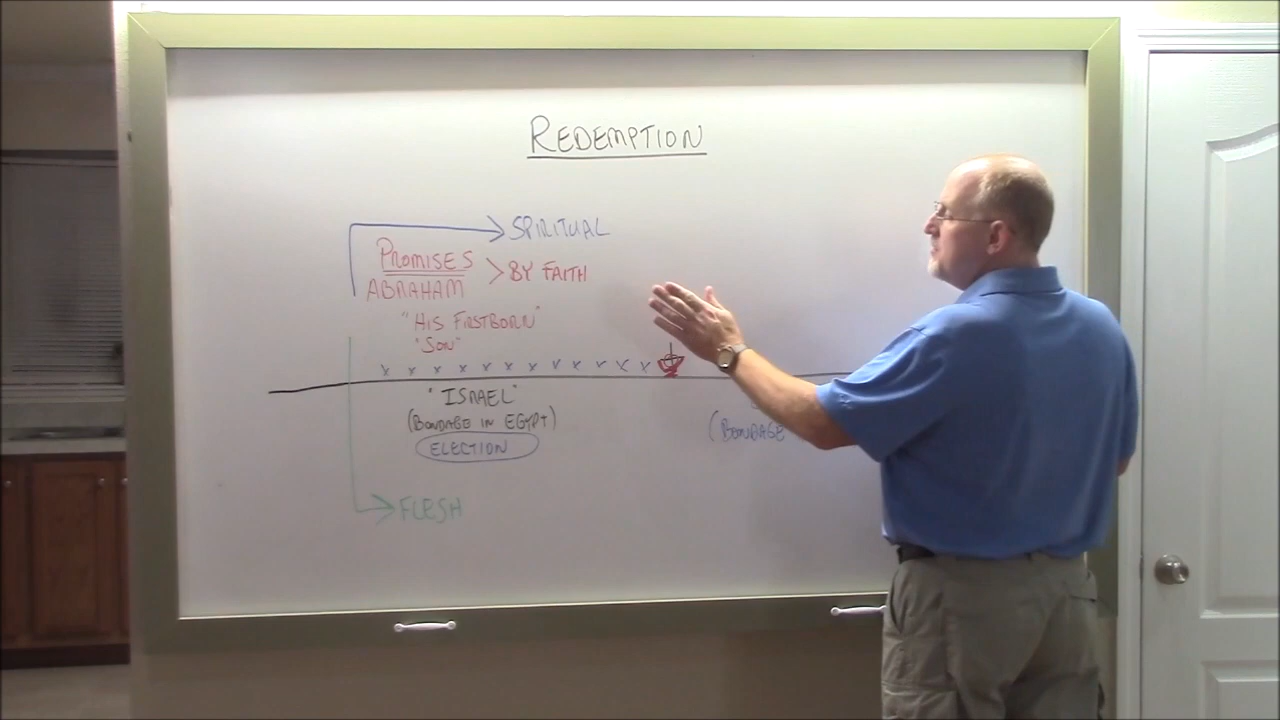 REDEMPTION
SPIRITUAL
PROMISES
> BY FAITH
ABRAHAM
"HIS FIRSTBORN"
"SON"
x x x x x x x x x x x x
"ISRAEL"
(BONDAGE IN EGYPT)
(BONDAGE
ELECTION
FLESH